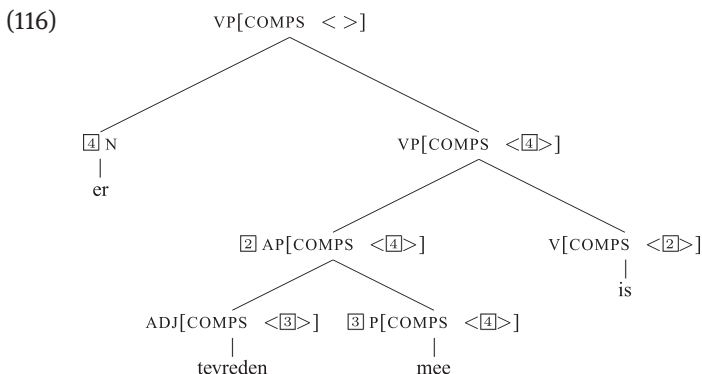 (116)
VP[COMPS < >]
4 N VP[COMPS <4>]
er
2 AP[COMPS <4>] V[COMPS <2>]
is
ADJ[COMPS <3>] 3 P[COMPS <4>]
tevreden mee